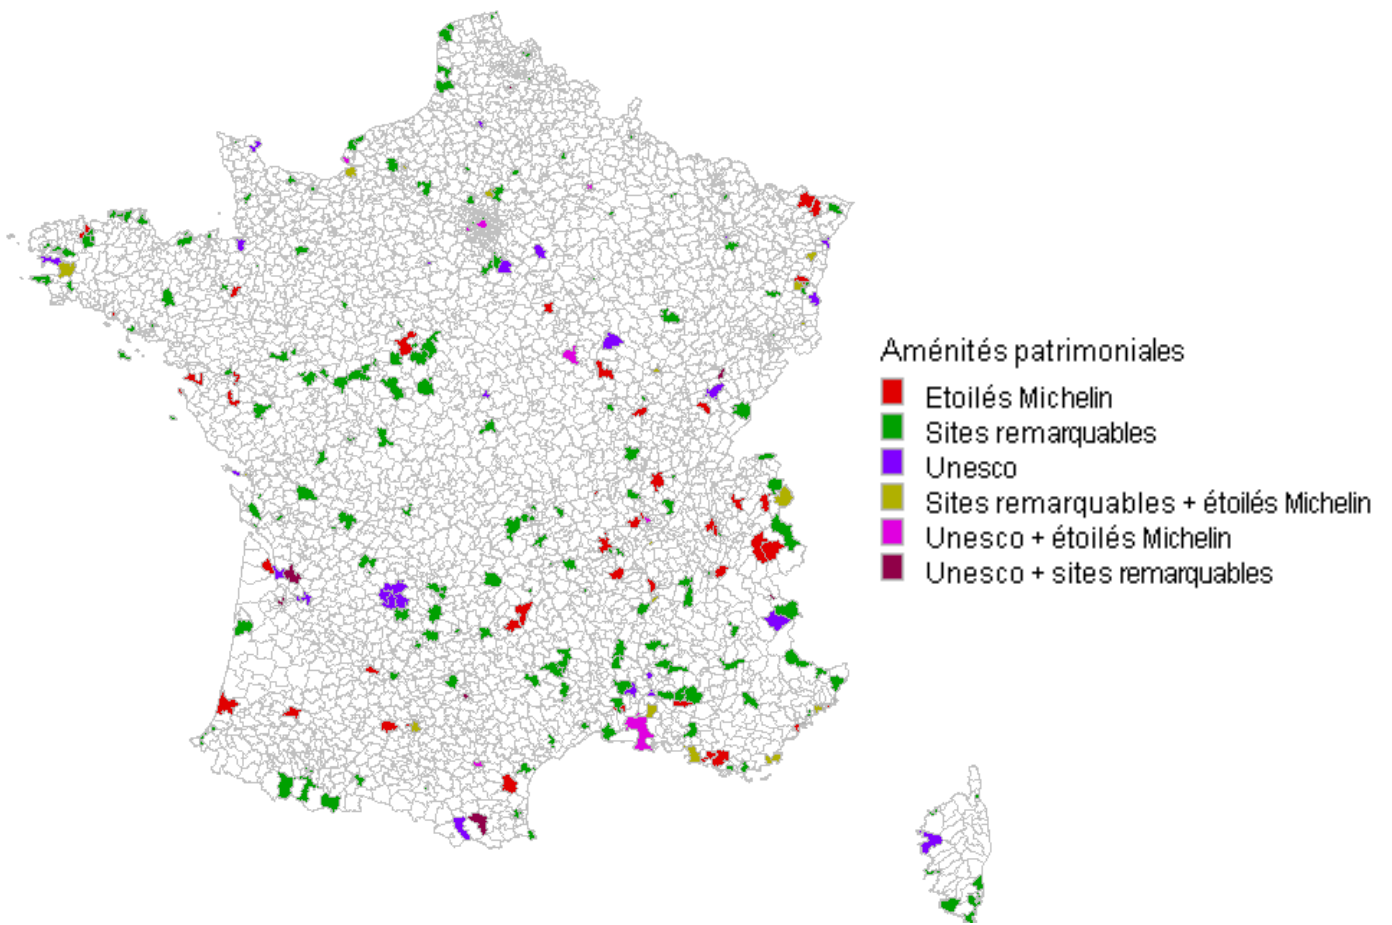 Aménités patrimoniales
Etoilés Michelin
Sites remarquables
Unesco
Sites remarquables + étoilés Michelin
Unesco + étoilés Michelin
Unesco + sites remarquables